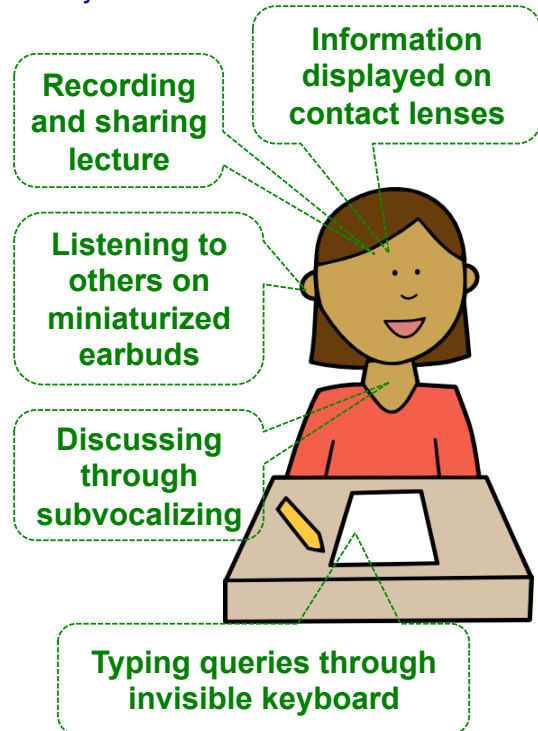 Information
displayed on
contact lenses
Recording
and sharing
lecture
Listening to
others on
miniaturized
earbuds
Discussing
through
subvocalizing
Typing queries through
invisible keyboard